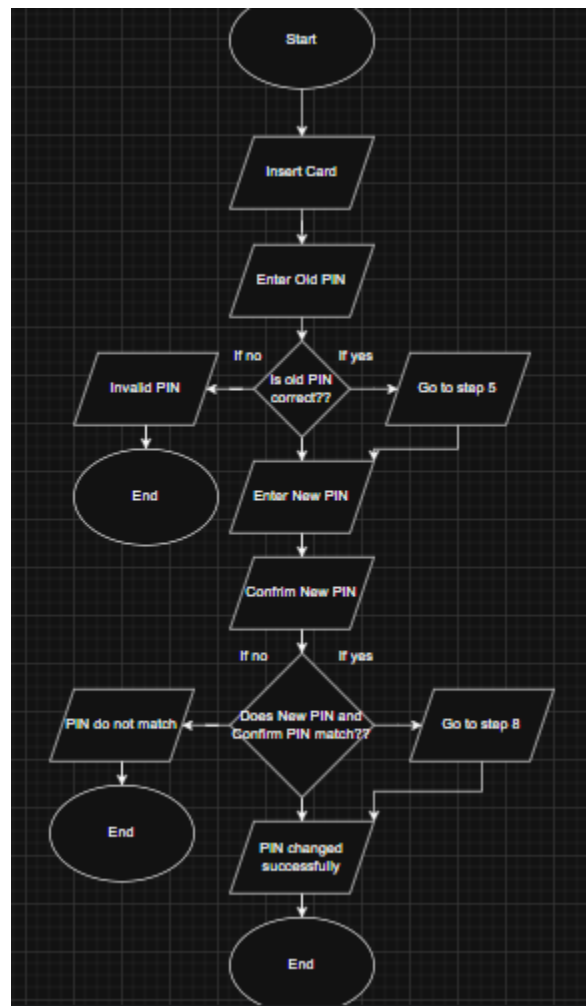 Start
Insert Card
Enter Old PIN
If no
If yes
Invalid PIN
Is old PIN
correct??
Go to step 5
End
Enter New PIN
Confrim New PIN
If no
If yes
PIN do not match
Does New PIN and
Confirm PIN match??
Go to step 8
End
PIN changed
successfully
End